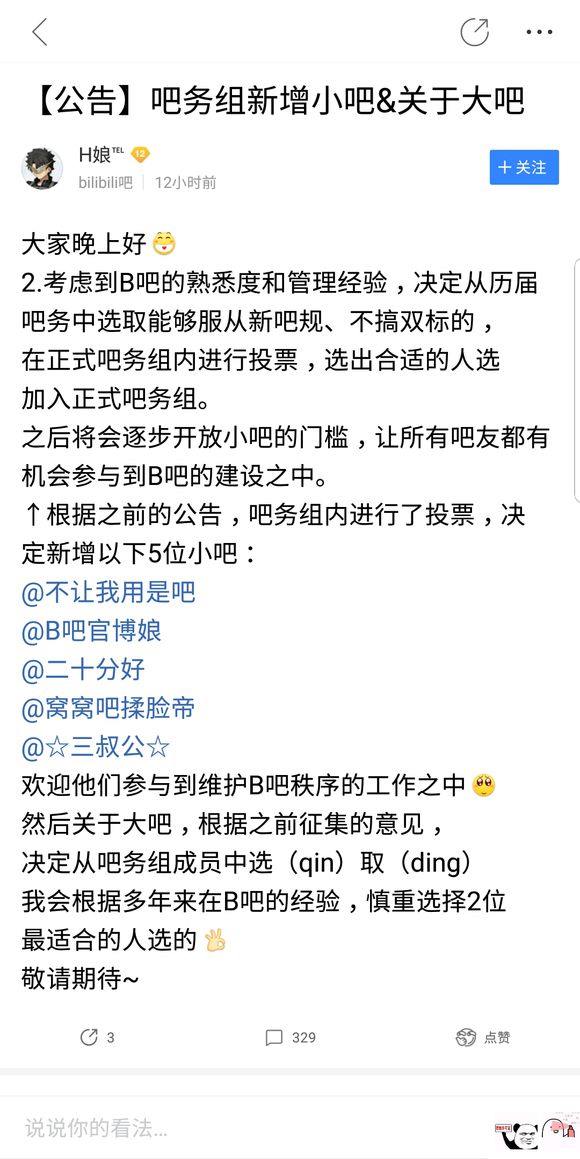 【公告】吧务组新增小吧&关于大吧
H娘℡ 12
bilibili吧 12小时前
+ 关注
大家晚上好
2.考虑到B吧的熟悉度和管理经验，决定从历届
吧务中选取能够服从新吧规、不搞双标的，
在正式吧务组内进行投票，选出合适的人选
加入正式吧务组。
之后将会逐步开放小吧的门槛，让所有吧友都有
机会参与到B吧的建设之中。
↑根据之前的公告，吧务组内进行了投票，决
定新增以下5位小吧：
@不让我用是吧
@B吧官博娘
@二十分好
@窝窝吧揉脸帝
@☆三叔公☆
欢迎他们参与到维护B吧秩序的工作之中
然后关于大吧，根据之前征集的意见，
决定从吧务组成员中选（qin）取（ding）
我会根据多年来在B吧的经验，慎重选择2位
最适合的人选的
敬请期待~
3
329
点赞
说说你的看法...